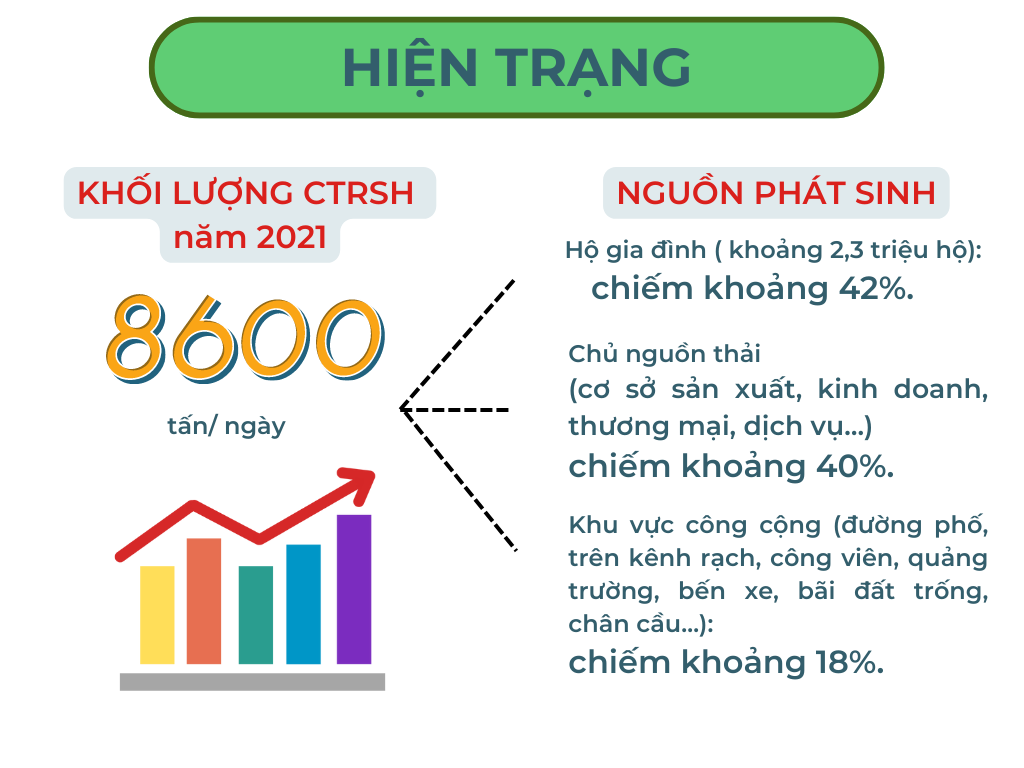 HIỆN TRẠNG
KHỐI LƯỢNG CTRSH
năm 2021
8600
tấn/ ngày
NGUỒN PHÁT SINH
Hộ gia đình ( khoảng 2,3 triệu hộ):
chiếm khoảng 42%.
Chủ nguồn thải
(cơ sở sản xuất, kinh doanh,
thương mại, dịch vụ...)
chiếm khoảng 40%.
Khu vực công cộng (đường phố,
trên kênh rạch, công viên, quảng
trường, bến xe, bãi đất trống,
chân cầu...):
chiếm khoảng 18%.